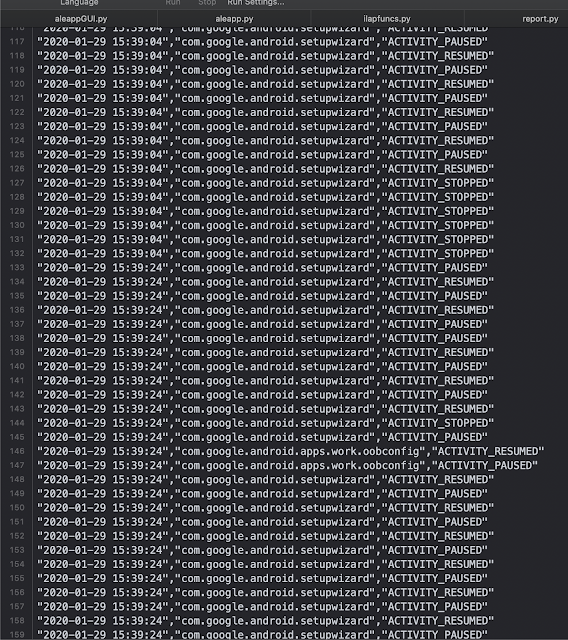 Language Run Stop Run Settings...
aleappGUI.py aleapp.py ilapfuncs.py report.py
116 "2020-01-29 15:39:04","com.google.android.setupwizard","ACTIVITY_RESUMED"
117 "2020-01-29 15:39:04","com.google.android.setupwizard","ACTIVITY_PAUSED"
118 "2020-01-29 15:39:04","com.google.android.setupwizard","ACTIVITY_RESUMED"
119 "2020-01-29 15:39:04","com.google.android.setupwizard","ACTIVITY_PAUSED"
120 "2020-01-29 15:39:04","com.google.android.setupwizard","ACTIVITY_RESUMED"
121 "2020-01-29 15:39:04","com.google.android.setupwizard","ACTIVITY_PAUSED"
122 "2020-01-29 15:39:04","com.google.android.setupwizard","ACTIVITY_RESUMED"
123 "2020-01-29 15:39:04","com.google.android.setupwizard","ACTIVITY_PAUSED"
124 "2020-01-29 15:39:04","com.google.android.setupwizard","ACTIVITY_RESUMED"
125 "2020-01-29 15:39:04","com.google.android.setupwizard","ACTIVITY_PAUSED"
126 "2020-01-29 15:39:04","com.google.android.setupwizard","ACTIVITY_RESUMED"
127 "2020-01-29 15:39:04","com.google.android.setupwizard","ACTIVITY_STOPPED"
128 "2020-01-29 15:39:04","com.google.android.setupwizard","ACTIVITY_STOPPED"
129 "2020-01-29 15:39:04","com.google.android.setupwizard","ACTIVITY_STOPPED"
130 "2020-01-29 15:39:04","com.google.android.setupwizard","ACTIVITY_STOPPED"
131 "2020-01-29 15:39:04","com.google.android.setupwizard","ACTIVITY_STOPPED"
132 "2020-01-29 15:39:04","com.google.android.setupwizard","ACTIVITY_STOPPED"
133 "2020-01-29 15:39:24","com.google.android.setupwizard","ACTIVITY_PAUSED"
134 "2020-01-29 15:39:24","com.google.android.setupwizard","ACTIVITY_RESUMED"
135 "2020-01-29 15:39:24","com.google.android.setupwizard","ACTIVITY_PAUSED"
136 "2020-01-29 15:39:24","com.google.android.setupwizard","ACTIVITY_RESUMED"
137 "2020-01-29 15:39:24","com.google.android.setupwizard","ACTIVITY_PAUSED"
138 "2020-01-29 15:39:24","com.google.android.setupwizard","ACTIVITY_PAUSED"
139 "2020-01-29 15:39:24","com.google.android.setupwizard","ACTIVITY_RESUMED"
140 "2020-01-29 15:39:24","com.google.android.setupwizard","ACTIVITY_PAUSED"
141 "2020-01-29 15:39:24","com.google.android.setupwizard","ACTIVITY_RESUMED"
142 "2020-01-29 15:39:24","com.google.android.setupwizard","ACTIVITY_PAUSED"
143 "2020-01-29 15:39:24","com.google.android.setupwizard","ACTIVITY_RESUMED"
144 "2020-01-29 15:39:24","com.google.android.setupwizard","ACTIVITY_STOPPED"
145 "2020-01-29 15:39:24","com.google.android.setupwizard","ACTIVITY_PAUSED"
146 "2020-01-29 15:39:24","com.google.android.apps.work.oobconfig","ACTIVITY_RESUMED"
147 "2020-01-29 15:39:24","com.google.android.apps.work.oobconfig","ACTIVITY_PAUSED"
148 "2020-01-29 15:39:24","com.google.android.setupwizard","ACTIVITY_RESUMED"
149 "2020-01-29 15:39:24","com.google.android.setupwizard","ACTIVITY_PAUSED"
150 "2020-01-29 15:39:24","com.google.android.setupwizard","ACTIVITY_RESUMED"
151 "2020-01-29 15:39:24","com.google.android.setupwizard","ACTIVITY_PAUSED"
152 "2020-01-29 15:39:24","com.google.android.setupwizard","ACTIVITY_RESUMED"
153 "2020-01-29 15:39:24","com.google.android.setupwizard","ACTIVITY_PAUSED"
154 "2020-01-29 15:39:24","com.google.android.setupwizard","ACTIVITY_RESUMED"
155 "2020-01-29 15:39:24","com.google.android.setupwizard","ACTIVITY_PAUSED"
156 "2020-01-29 15:39:24","com.google.android.setupwizard","ACTIVITY_RESUMED"
157 "2020-01-29 15:39:24","com.google.android.setupwizard","ACTIVITY_PAUSED"
158 "2020-01-29 15:39:24","com.google.android.setupwizard","ACTIVITY_RESUMED"
159 "2020-01-29 15:39:24","com.google.android.setupwizard","ACTIVITY_PAUSED"